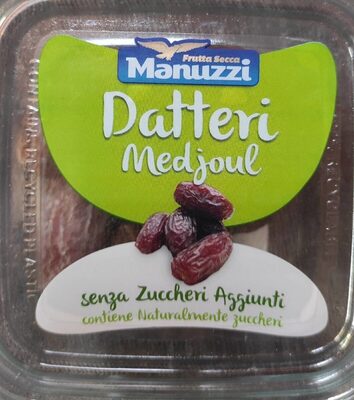 Frutta Secca
Manuzzi
Datteri
Medjoul
senza Zuccheri Aggiunti
contiene Naturalmente zuccheri